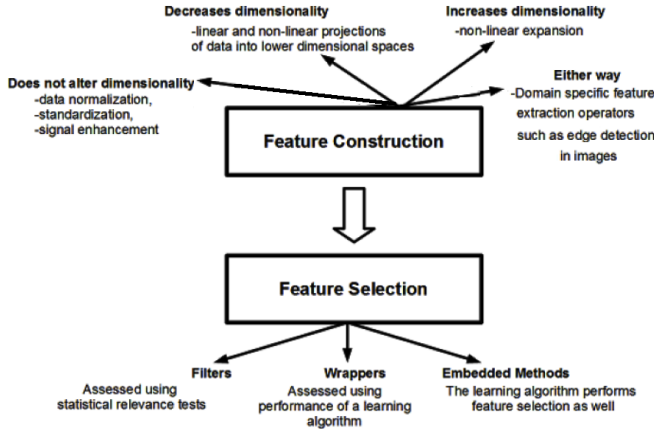 Decreases dimensionality
-linear and non-linear projections
of data into lower dimensional spaces
Increases dimensionality
-non-linear expansion
Does not alter dimensionality
-data normalization,
-standardization,
-signal enhancement
Either way
-Domain specific feature
extraction operators
such as edge detection
in images
Feature Construction
Feature Selection
Filters
Assessed using
statistical relevance tests
Wrappers
Assessed using
performance of a learning
algorithm
Embedded Methods
The learning algorithm performs
feature selection as well